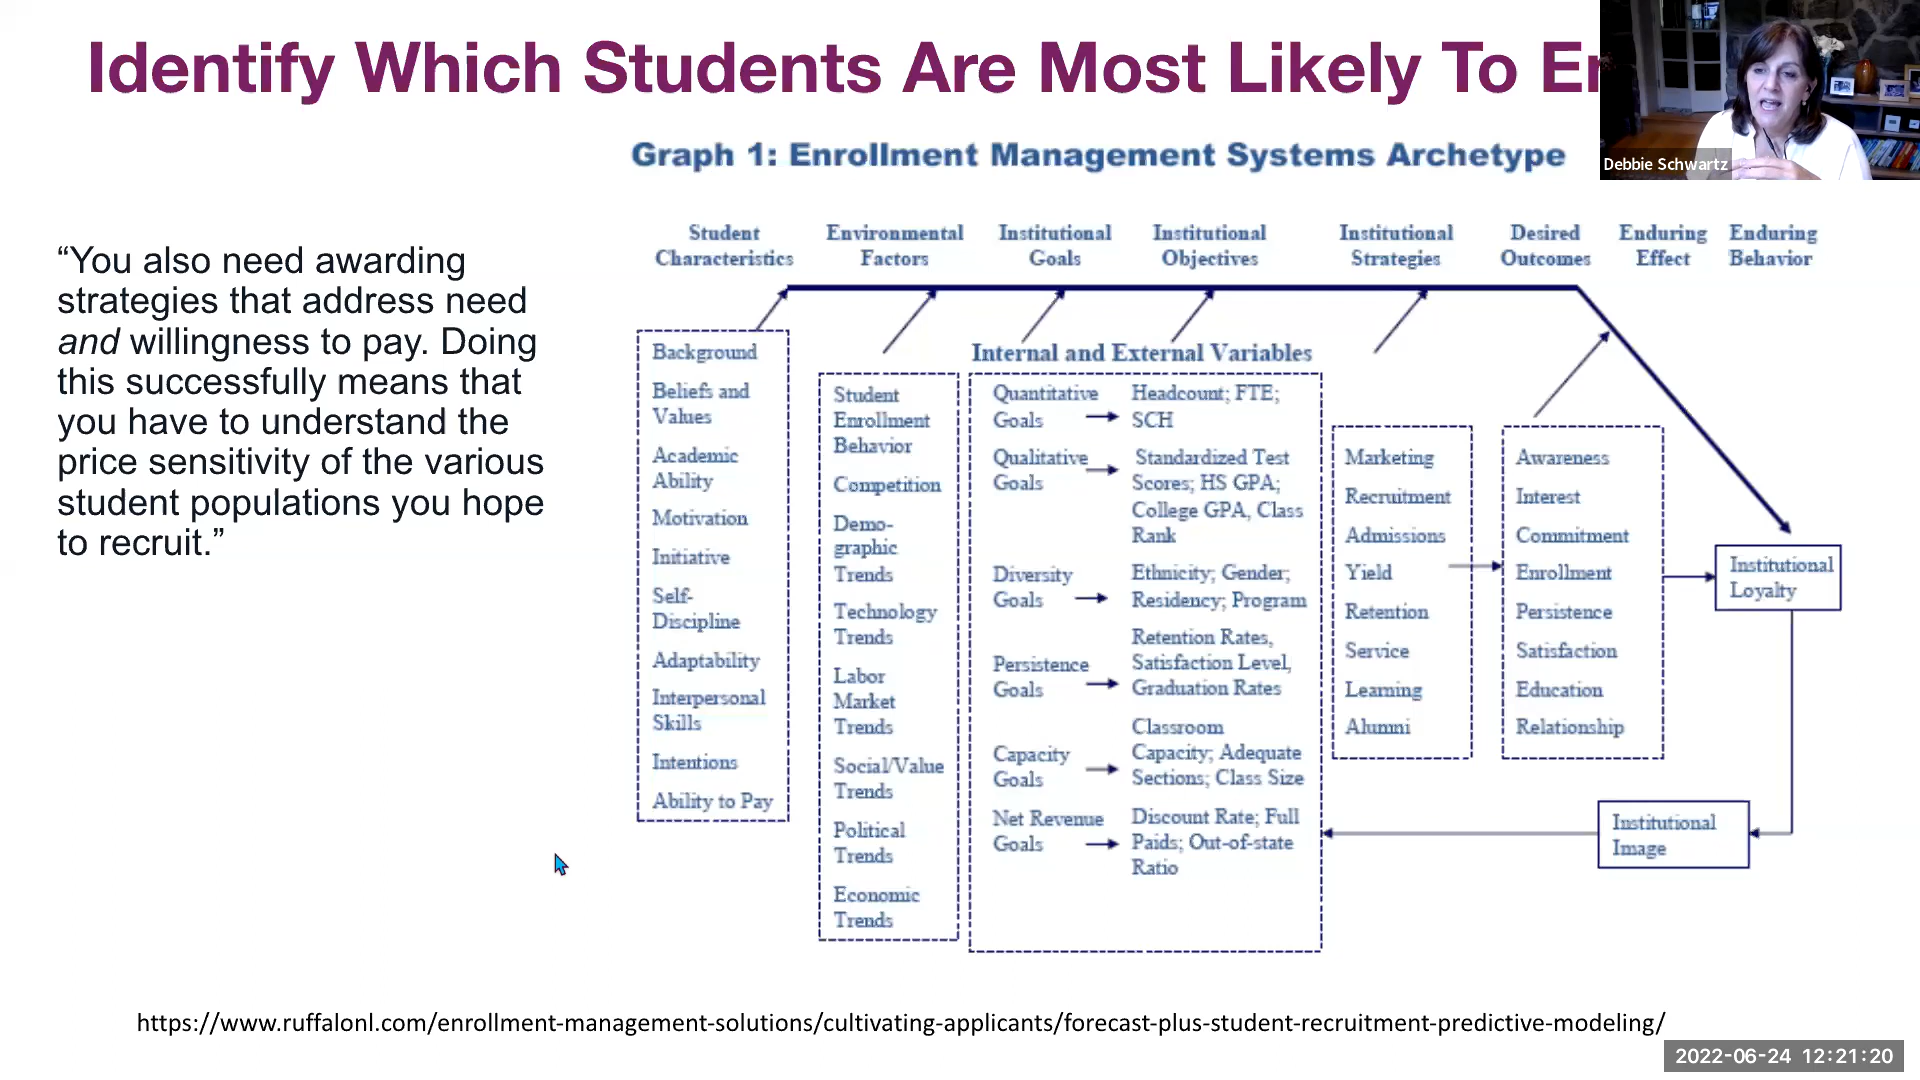 Identify Which Students Are Most Likely To
Debbie Schwartz
Graph 1: Enrollment Management Systems Archetype
“You also need awarding
strategies that address need
and willingness to pay. Doing
this successfully means that
you have to understand the
price sensitivity of the various
student populations you hope
to recruit.”
Student
Characteristics
Environmental
Factors
Institutional
Goals
Institutional
Objectives
Institutional
Strategies
Desired
Outcomes
Enduring
Effect
Enduring
Behavior
Background
Beliefs and
Values
Academic
Ability
Motivation
Initiative
Self-
Discipline
Adaptability
Interpersonal
Skills
Intentions
Ability to Pay
Student
Enrollment
Behavior
Competition
Demo-
graphic
Trends
Technology
Trends
Labor
Market
Trends
Social/Value
Trends
Political
Trends
Economic
Trends
Internal and External Variables
Quantitative
Goals
Headcount; FTE;
SCH
Qualitative
Goals
Standardized Test
Scores; HS GPA;
College GPA, Class
Rank
Diversity
Goals
Ethnicity; Gender;
Residency; Program
Persistence
Goals
Retention Rates,
Satisfaction Level,
Graduation Rates
Capacity
Goals
Classroom
Capacity; Adequate
Sections; Class Size
Net Revenue
Goals
Discount Rate; Full
Paids; Out-of-state
Ratio
Marketing
Recruitment
Admissions
Yield
Retention
Service
Learning
Alumni
Awareness
Interest
Commitment
Enrollment
Persistence
Satisfaction
Education
Relationship
Institutional
Loyalty
Institutional
Image
https://www.ruffalonl.com/enrollment-management-solutions/cultivating-applicants/forecast-plus-student-recruitment-predictive-modeling/
2022-06-24 12:21:20